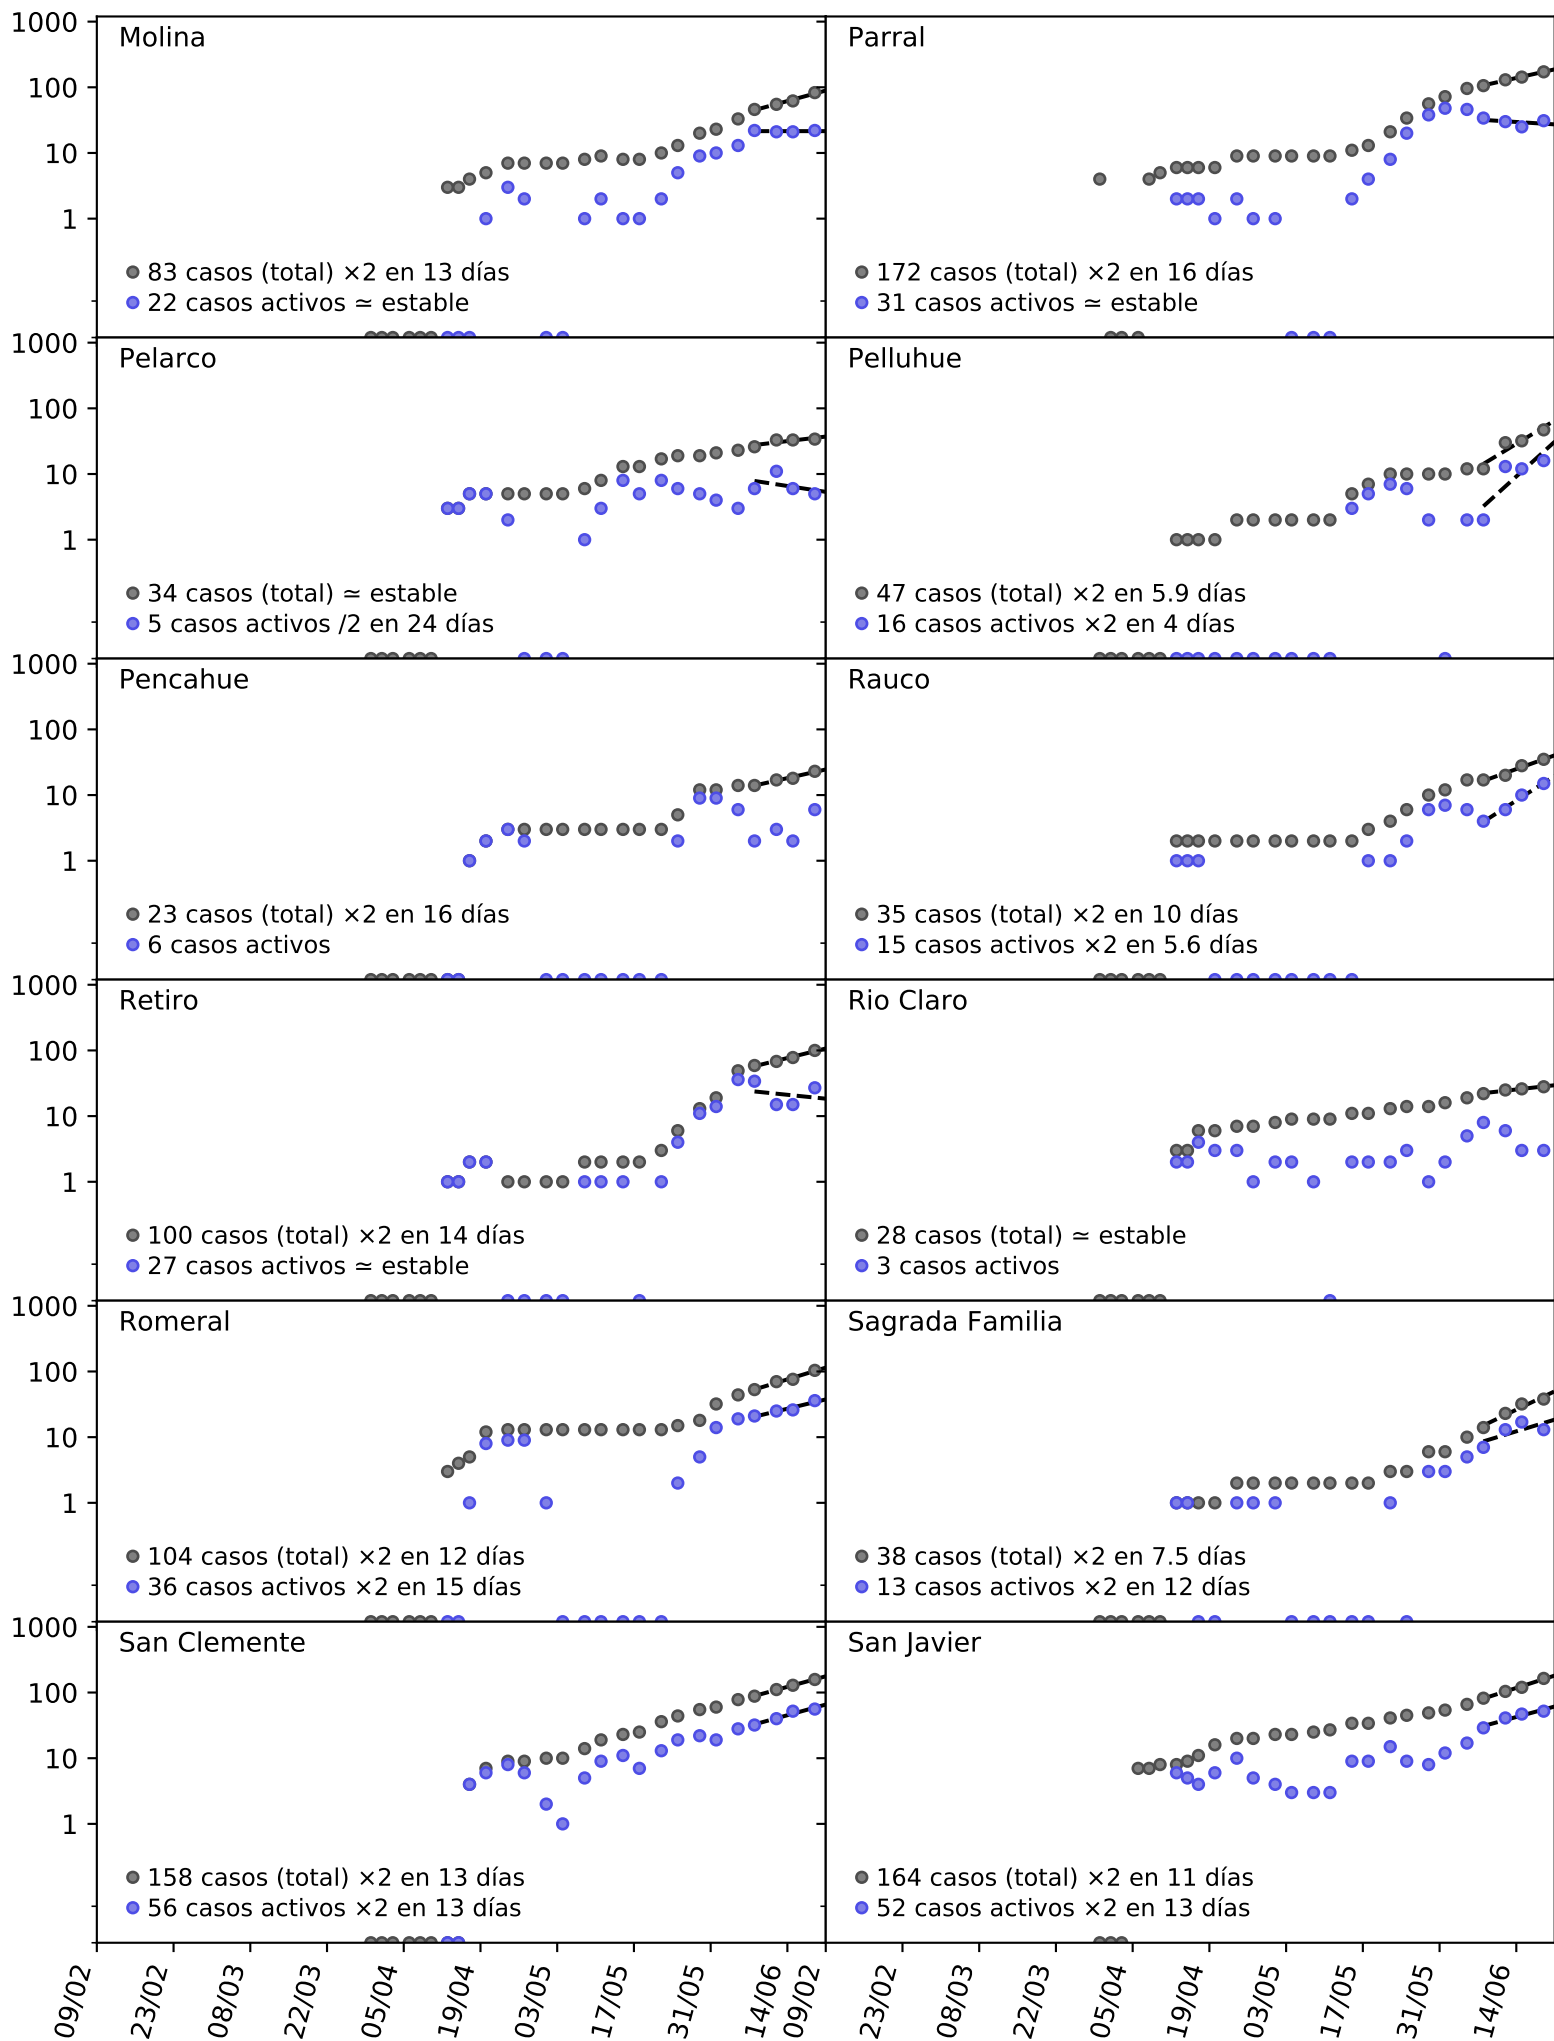 1000
100
10
1
Molina
83 casos (total) ×2 en 13 días
22 casos activos ≃ estable
Parral
172 casos (total) ×2 en 16 días
31 casos activos ≃ estable
1000
100
10
1
Pelarco
34 casos (total) ≃ estable
5 casos activos /2 en 24 días
Pelluhue
47 casos (total) ×2 en 5.9 días
16 casos activos ×2 en 4 días
1000
100
10
1
Pencahue
23 casos (total) ×2 en 16 días
6 casos activos
Rauco
35 casos (total) ×2 en 10 días
15 casos activos ×2 en 5.6 días
1000
100
10
1
Retiro
100 casos (total) ×2 en 14 días
27 casos activos ≃ estable
Rio Claro
28 casos (total) ≃ estable
3 casos activos
1000
100
10
1
Romeral
104 casos (total) ×2 en 12 días
36 casos activos ×2 en 15 días
Sagrada Familia
38 casos (total) ×2 en 7.5 días
13 casos activos ×2 en 12 días
1000
100
10
1
San Clemente
158 casos (total) ×2 en 13 días
56 casos activos ×2 en 13 días
San Javier
164 casos (total) ×2 en 11 días
52 casos activos ×2 en 13 días
09/02 23/02 08/03 22/03 05/04 19/04 03/05 17/05 31/05 14/06 09/02 23/02 08/03 22/03 05/04 19/04 03/05 17/05 31/05 14/06